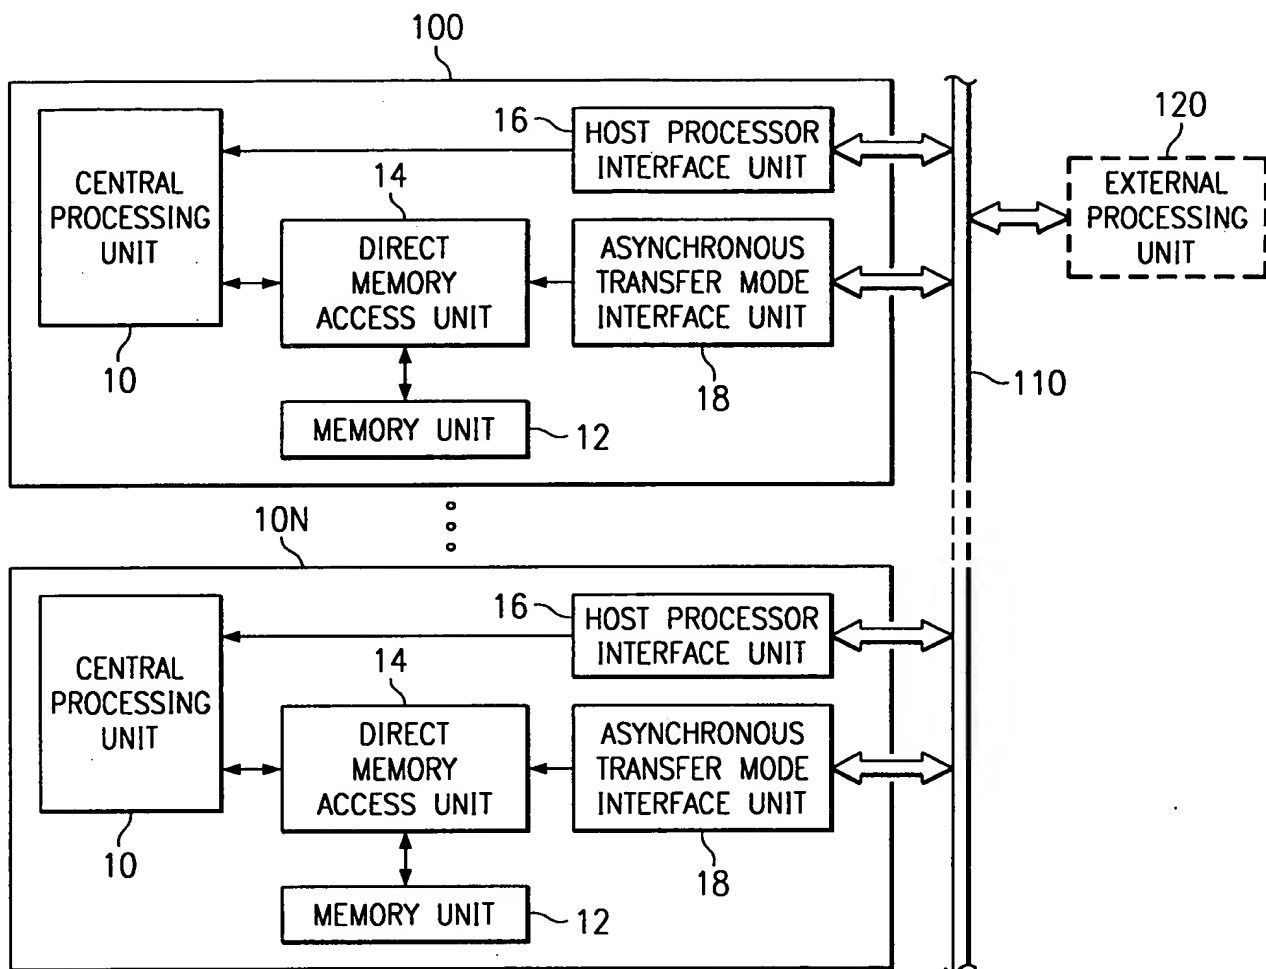 100
CENTRAL
PROCESSING
UNIT
10
16
HOST PROCESSOR
INTERFACE UNIT
14
DIRECT
MEMORY
ACCESS UNIT
ASYNCHRONOUS
TRANSFER MODE
INTERFACE UNIT
18
MEMORY UNIT
12
120
EXTERNAL
PROCESSING
UNIT
110
10N
CENTRAL
PROCESSING
UNIT
10
16
HOST PROCESSOR
INTERFACE UNIT
14
DIRECT
MEMORY
ACCESS UNIT
ASYNCHRONOUS
TRANSFER MODE
INTERFACE UNIT
18
MEMORY UNIT
12